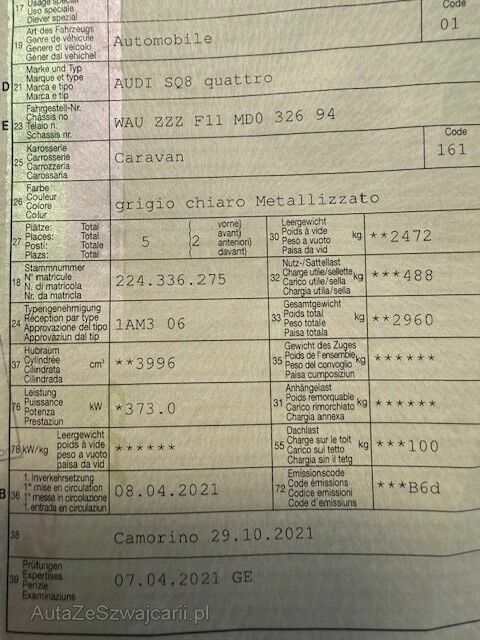 17 Usage spécial
Uso speciale
Diever spezial
Code
01
19 Art des Fahrzeugs
Genre de véhicule
Genere di veicolo
Gener dal vehichel
Automobile
D 21 Marke und Typ
Marque et type
Marca e tipo
Marca e tip
AUDI SQ8 quattro
E 23 Fahrgestell-Nr.
Châssis no
Telaio n.
Schassis nr.
WAU ZZZ F11 MD0 326 94
25 Karosserie
Carrosserie
Carrozzeria
Carossaria
Caravan
Code
161
26 Farbe
Couleur
Colore
Colur
grigio chiaro Metallizzato
27 Plätze: Total
Places: Total
Posti: Totale
Plazs: Total
5 (2 vorne)
avant)
anteriori)
davant)
30 Leergewicht
Poids à vide
Peso a vuoto
Paisa da vid
kg **2472
18 Stammnummer
N° matricule
N. di matricola
Nr. da matricla
224.336.275
32 Nutz-/Sattellast
Charge utile/sellette
Carico utile/sella
Chargia utila/sella
kg ***488
24 Typengenehmigung
Réception par type
Approvazione del tipo
Approvaziun dal tip
1AM3 06
33 Gesamtgewicht
Poids total
Peso totale
Paisa totala
kg **2960
37 Hubraum
Cylindrée
Cilindrata
Cilindrada
cm³ **3996
35 Gewicht des Zuges
Poids de l'ensemble
Peso del convoglio
Paisa cumposiziun
kg ******
76 Leistung
Puissance
Potenza
Prestaziun
kW *373.0
31 Anhängelast
Poids remorquable
Carico rimorchiato
Chargia annexa
kg ******
78 kW/kg Leergewicht
poids à vide
peso a vuoto
paisa da vid
******
55 Dachlast
Charge sur le toit
Carico sul tetto
Chargia sin il tetg
kg ***100
B 36 1. Inverkehrsetzung
1re mise en circulation
1a messa in circolazione
1. entrada en circulaziun
08.04.2021
72 Emissionscode
Code émissions
Codice emissioni
Code d'emissiuns
***B6d
38 Camorino 29.10.2021
39 Prüfungen
Expertises
Perizie
Examinaziuns
07.04.2021 GE
AutaZeSzwajcarii.pl